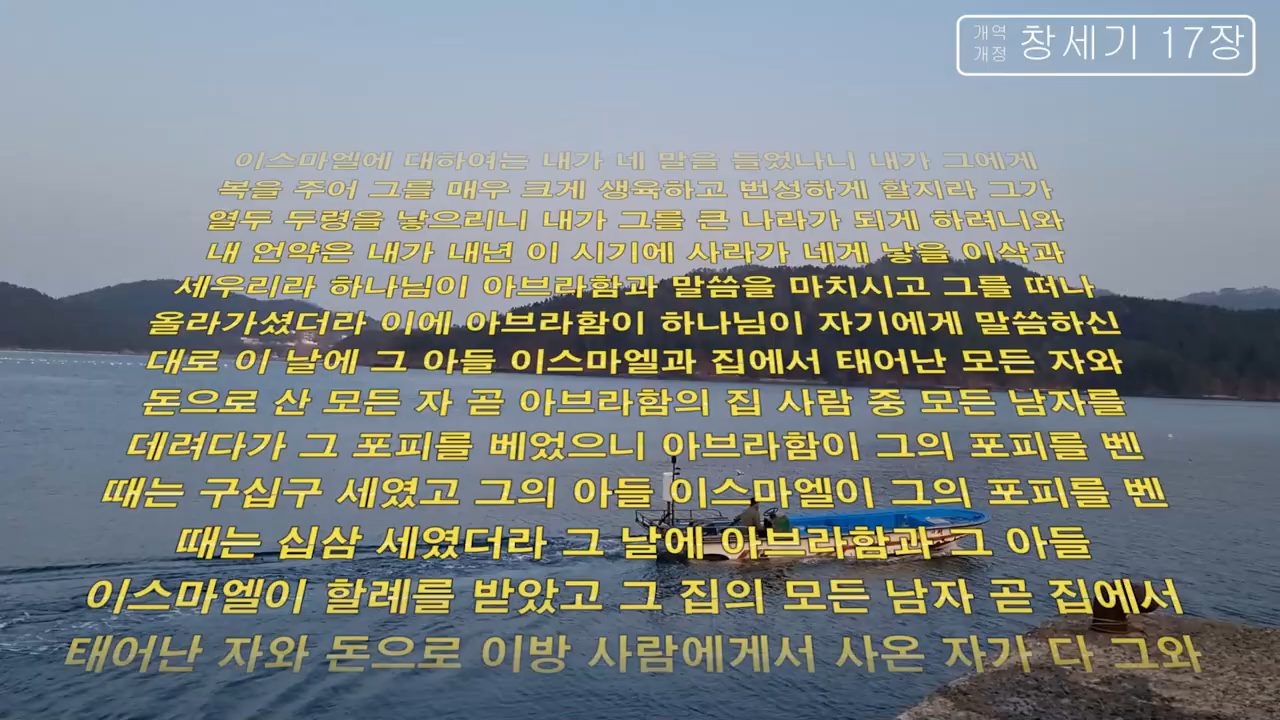 개역
개정
창세기 17장
이스마엘에 대하여는 내가 네 말을 들었나니 내가 그에게
복을 주어 그를 매우 크게 생육하고 번성하게 할지라 그가
열두 두령을 낳으리니 내가 그를 큰 나라가 되게 하려니와
내 언약은 내가 내년 이 시기에 사라가 네게 낳을 이삭과
세우리라 하나님이 아브라함과 말씀을 마치시고 그를 떠나
올라가셨더라 이에 아브라함이 하나님이 자기에게 말씀하신
대로 이 날에 그 아들 이스마엘과 집에서 태어난 모든 자와
돈으로 산 모든 자 곧 아브라함의 집 사람 중 모든 남자를
데려다가 그 포피를 베었으니 아브라함이 그의 포피를 벤
때는 구십구 세였고 그의 아들 이스마엘이 그의 포피를 벤
때는 십삼 세였더라 그 날에 아브라함과 그 아들
이스마엘이 할례를 받았고 그 집의 모든 남자 곧 집에서
태어난 자와 돈으로 이방 사람에게서 사온 자가 다 그와